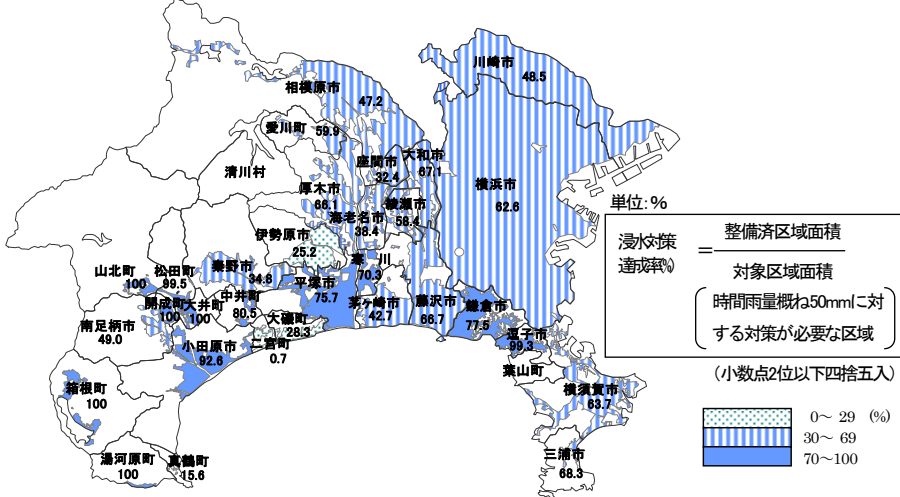 川崎市
48.5
相模原市
47.2
愛川町
59.9
座間市
32.4
大和市
67.1
清川村
横浜市
62.6
厚木市
66.1
綾瀬市
56.4
海老名市
38.4
伊勢原市
25.2
寒川
70.3
秦野市
34.8
山北町
100
松田町
99.5
平塚市
75.7
開成町
100
大井町
100
中井町
80.5
茅ヶ崎市
42.7
藤沢市
66.7
鎌倉市
77.5
南足柄市
49.0
大磯町
28.3
小田原市
92.6
二宮町
0.7
逗子市
99.3
葉山町
箱根町
100
横須賀市
63.7
湯河原町
100
真鶴町
15.6
三浦市
68.3
単位:%
浸水対策
達成率(%)
=
整備済区域面積
対象区域面積
(時間雨量概ね50mmに対
する対策が必要な区域)
(小数点2位以下四捨五入)
0~ 29 (%)
30~ 69
70~100